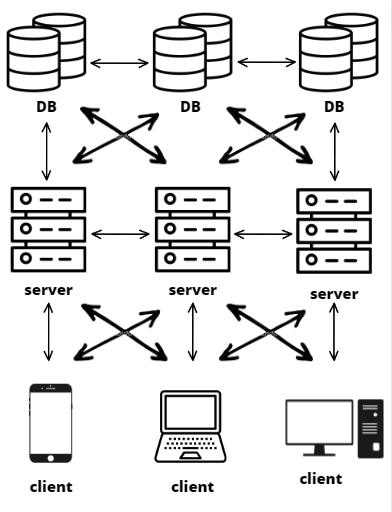 DB
DB
DB
server
server
server
client
client
client